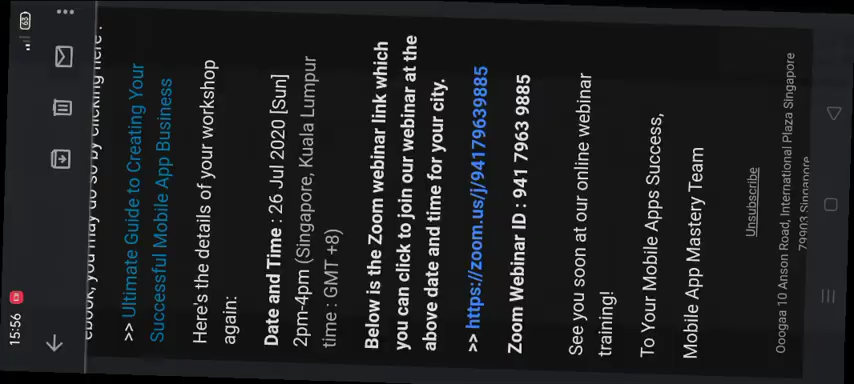 15:56
63
ebook, you may do so by clicking here :
>> Ultimate Guide to Creating Your
Successful Mobile App Business
Here's the details of your workshop
again:
Date and Time : 26 Jul 2020 [Sun]
2pm-4pm (Singapore, Kuala Lumpur
time : GMT +8)
Below is the Zoom webinar link which
you can click to join our webinar at the
above date and time for your city.
>> https://zoom.us/j/94179639885
Zoom Webinar ID : 941 7963 9885
See you soon at our online webinar
training!
To Your Mobile Apps Success,
Mobile App Mastery Team
Unsubscribe
Ooogaa 10 Anson Road, International Plaza Singapore
79903 Singapore